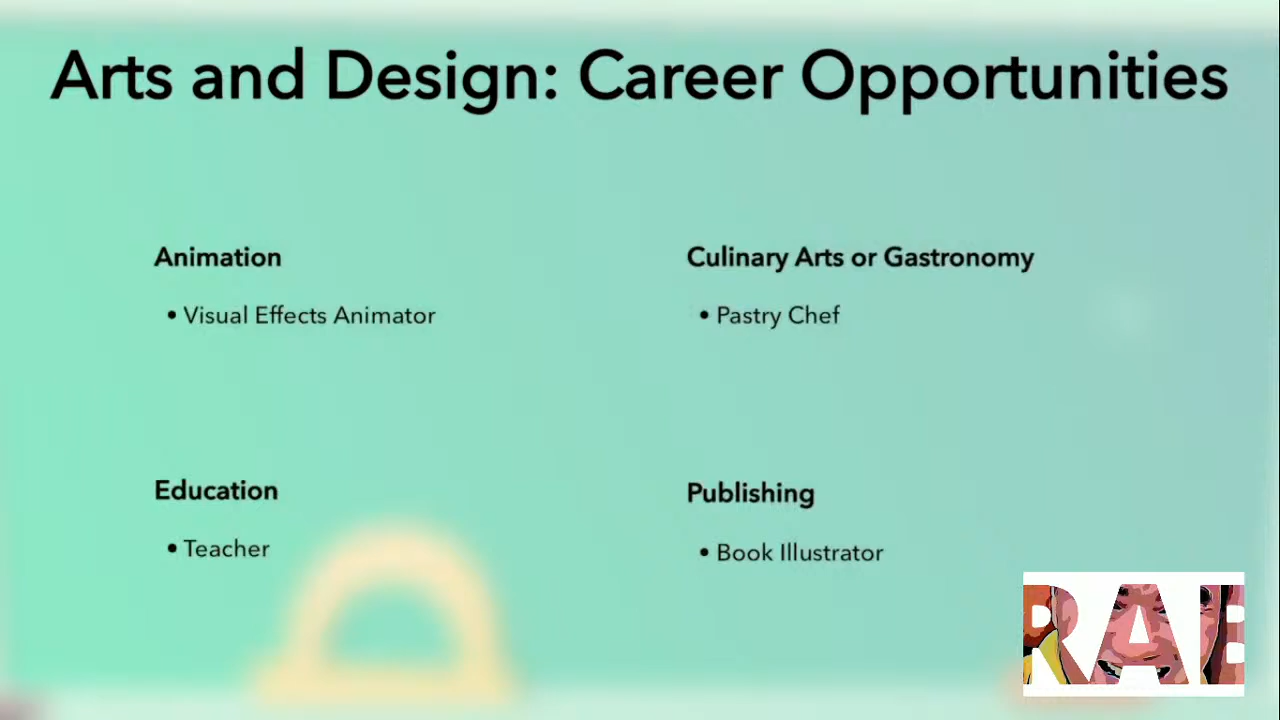 Arts and Design: Career Opportunities
Animation
• Visual Effects Animator
Culinary Arts or Gastronomy
• Pastry Chef
Education
• Teacher
Publishing
• Book Illustrator
RAB